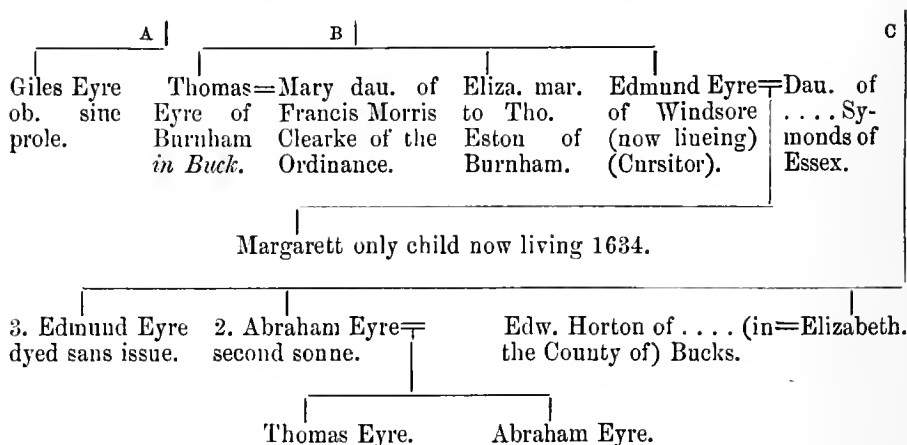 A B C
Giles Eyre
ob. sine
prole.
Thomas=Mary dau. of
Eyre of Francis Morris
Burnham Clearke of the
in Buck. Ordinance.
Eliza. mar.
to Tho.
Eston of
Burnham.
Edmund Eyre=Dau. of
of Windsore .... Sy-
(now liueing) monds of
(Cursitor). Essex.
Margarett only child now living 1634.
3. Edmund Eyre
dyed sans issue.
2. Abraham Eyre=
second sonne.
Edw. Horton of .... (in=Elizabeth.
the County of) Bucks.
Thomas Eyre. Abraham Eyre.